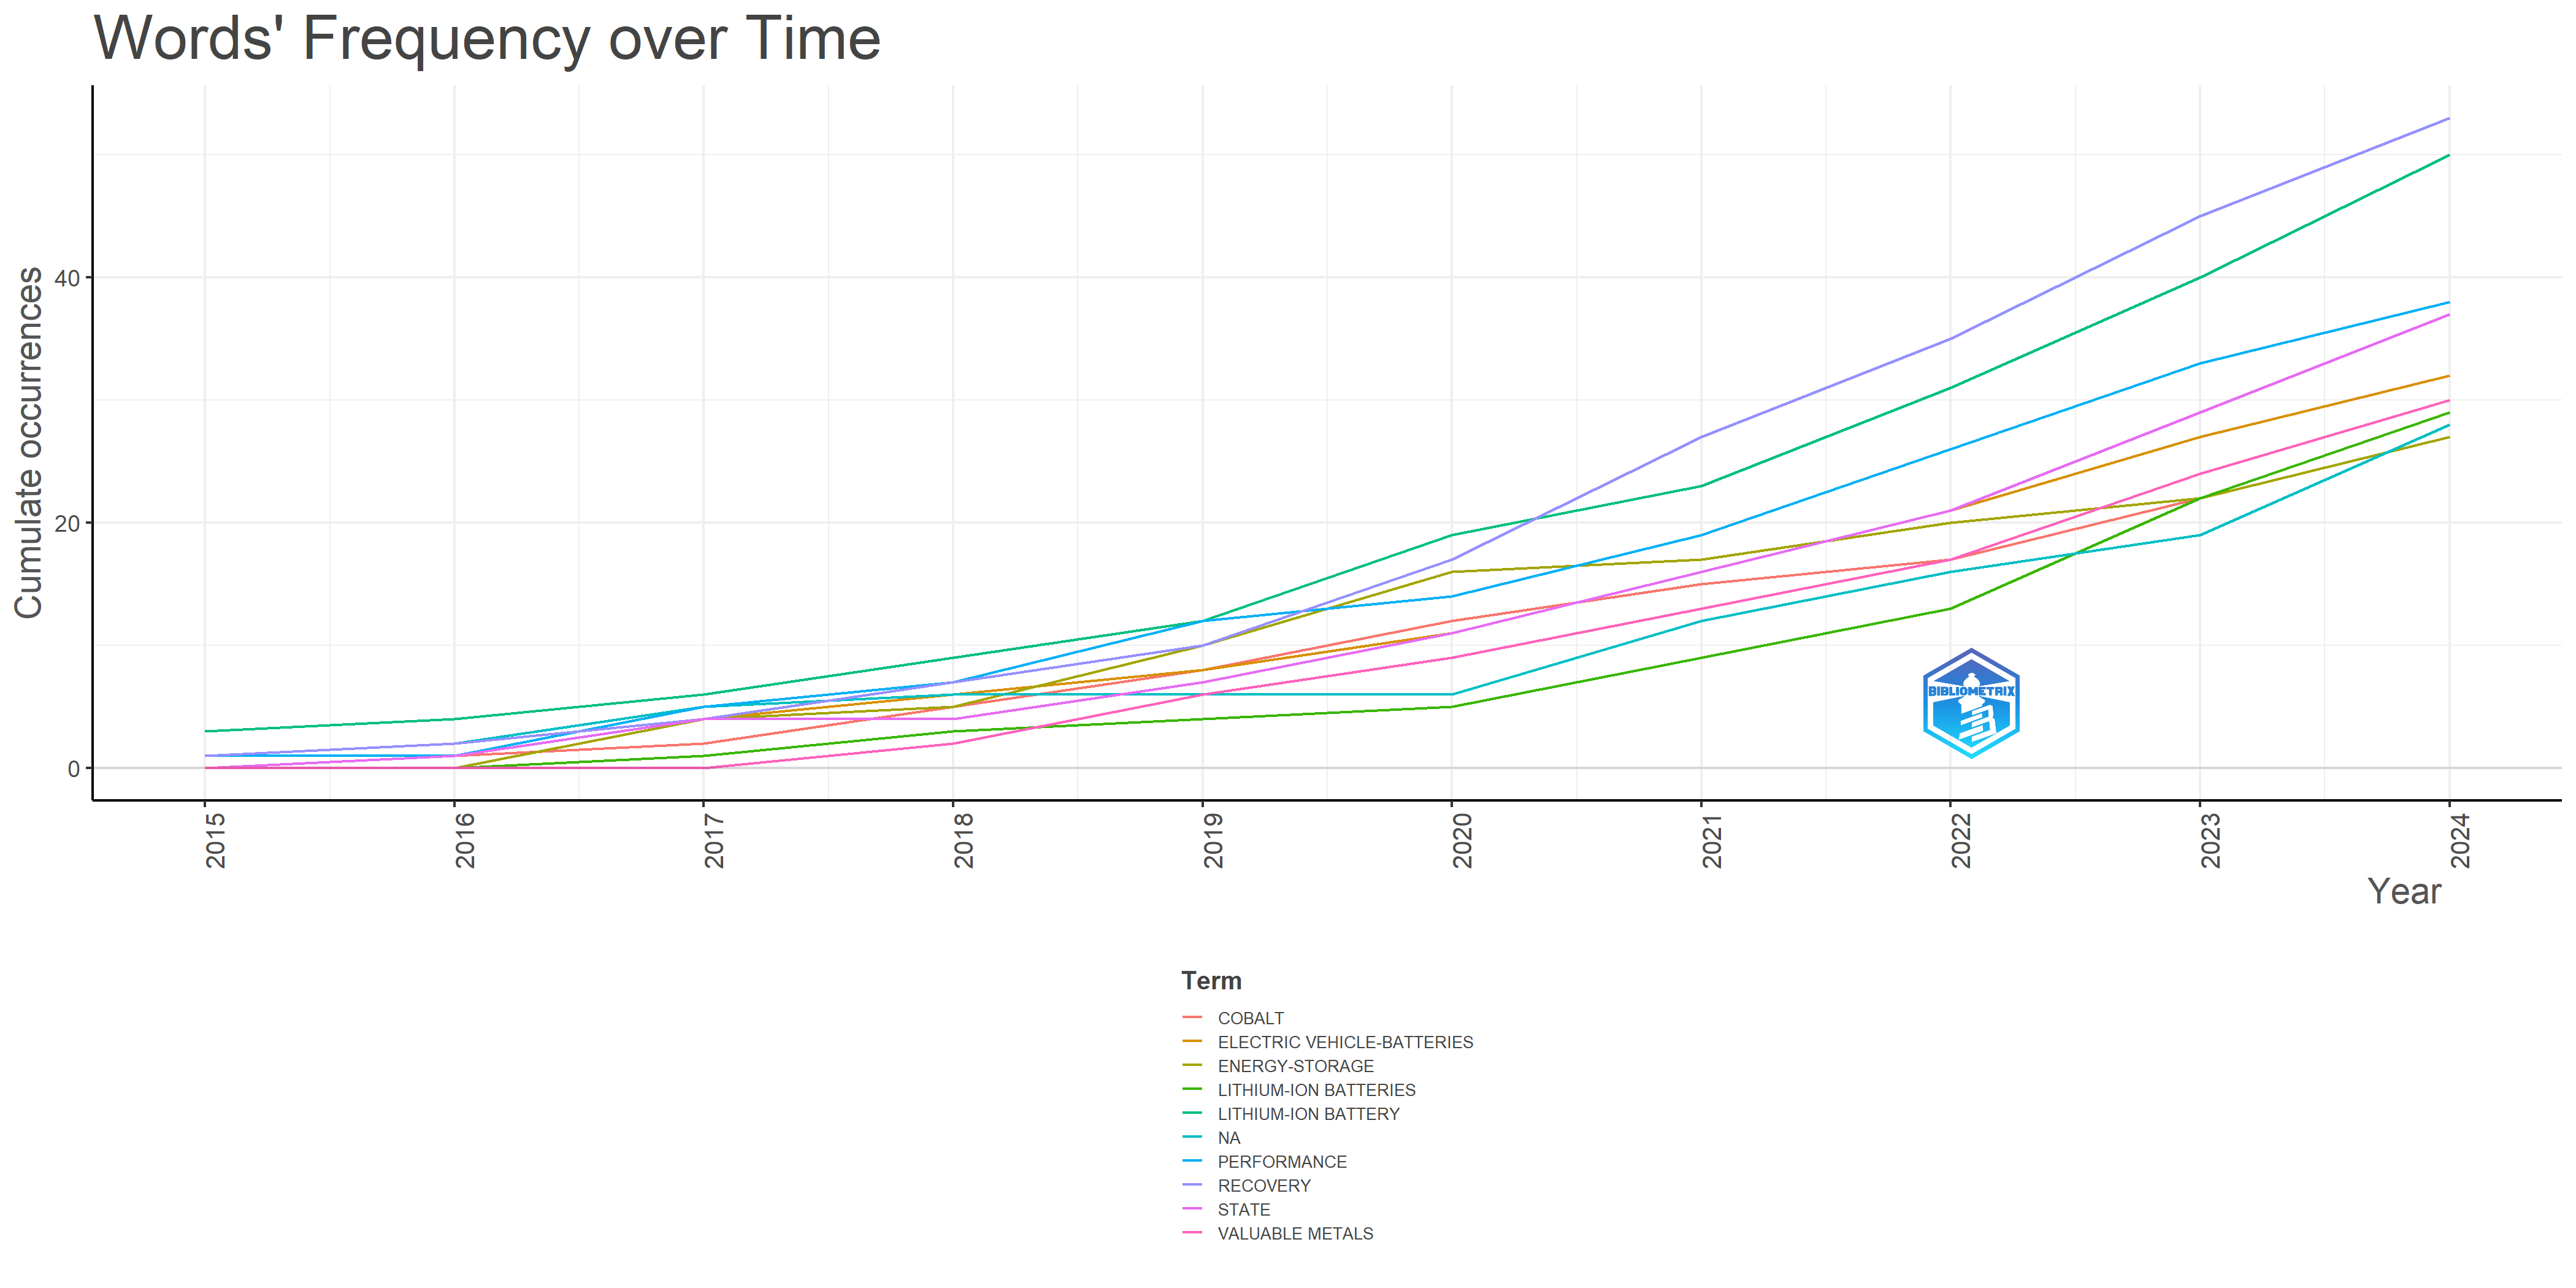 Words' Frequency over Time
Cumulate occurrences
40
20
0
2015
2016
2017
2018
2019
2020
2021
2022
2023
2024
BIBLIOMETRIX
Year
Term
COBALT
ELECTRIC VEHICLE-BATTERIES
ENERGY-STORAGE
LITHIUM-ION BATTERIES
LITHIUM-ION BATTERY
NA
PERFORMANCE
RECOVERY
STATE
VALUABLE METALS